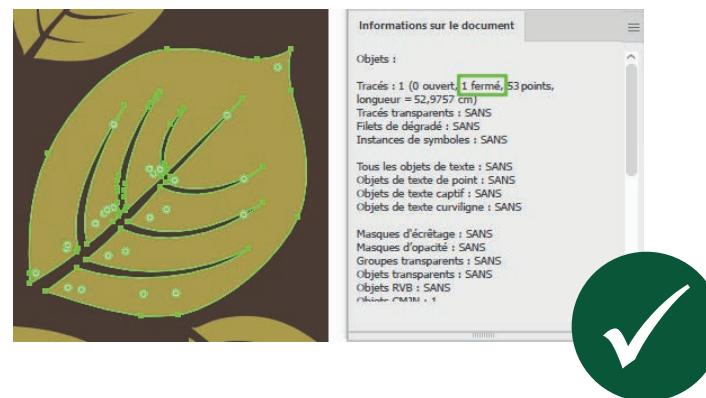 Informations sur le document
Objets :
Tracés : 1 (0 ouvert, 1 fermé, 53 points,
longueur = 52,9757 cm)
Tracés transparents : SANS
Filets de dégradé : SANS
Instances de symboles : SANS
Tous les objets de texte : SANS
Objets de texte de point : SANS
Objets de texte captif : SANS
Objets de texte curviligne : SANS
Masques d'écrêtage : SANS
Masques d'opacité : SANS
Groupes transparents : SANS
Objets transparents : SANS
Objets RVB : SANS
Objets CMJN : 1